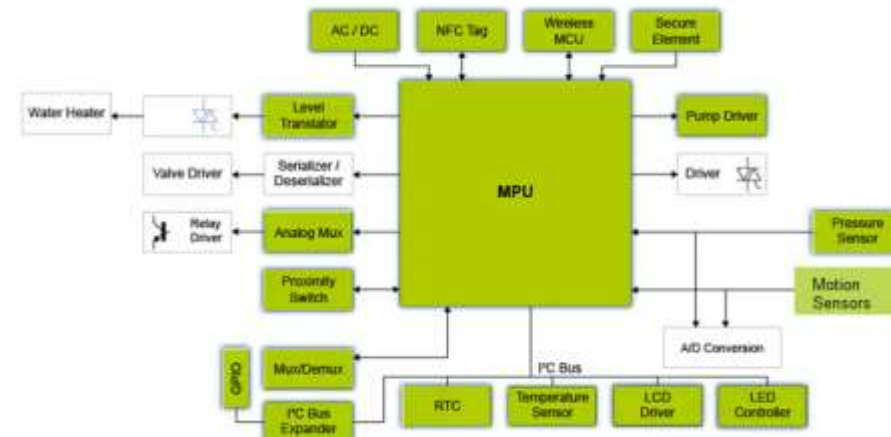 AC / DC
NFC Tag
Wireless
MCU
Secure
Element
Water Heater
Level
Translator
Pump Driver
Valve Driver
Serializer /
Deserializer
MPU
Driver
Relay
Driver
Analog Mux
Pressure
Sensor
Proximity
Switch
Motion
Sensors
A/D Conversion
GPIO
Mux/Demux
I²C Bus
I²C Bus
Expander
RTC
Temperature
Sensor
LCD
Driver
LED
Controller